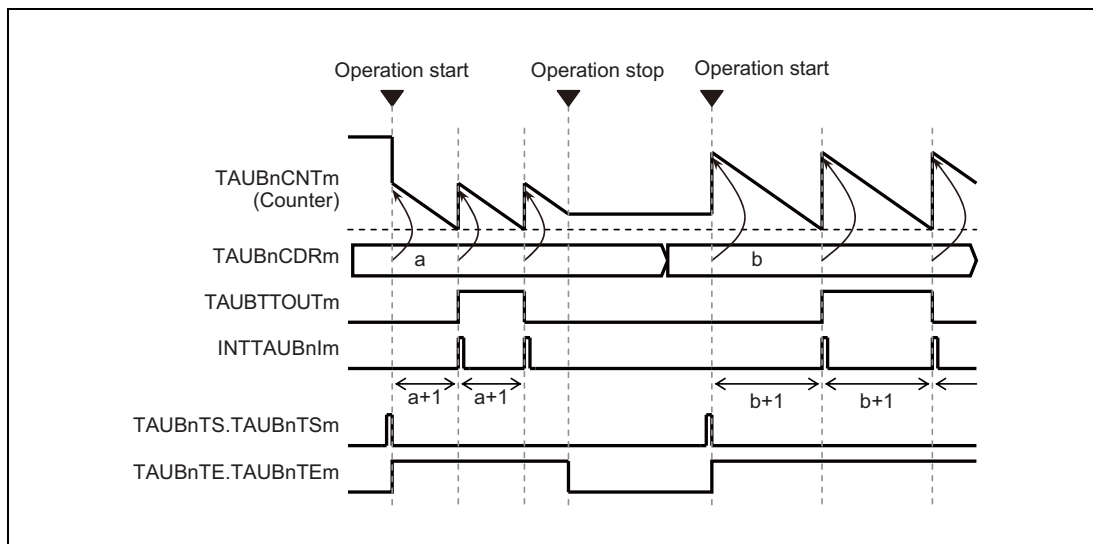 Operation start
Operation stop
Operation start
TAUBnCNTm
(Counter)
TAUBnCDRm
a
b
TAUBTTOUTm
INTTAUBnIm
a+1
a+1
b+1
b+1
TAUBnTS.TAUBnTSm
TAUBnTE.TAUBnTEm